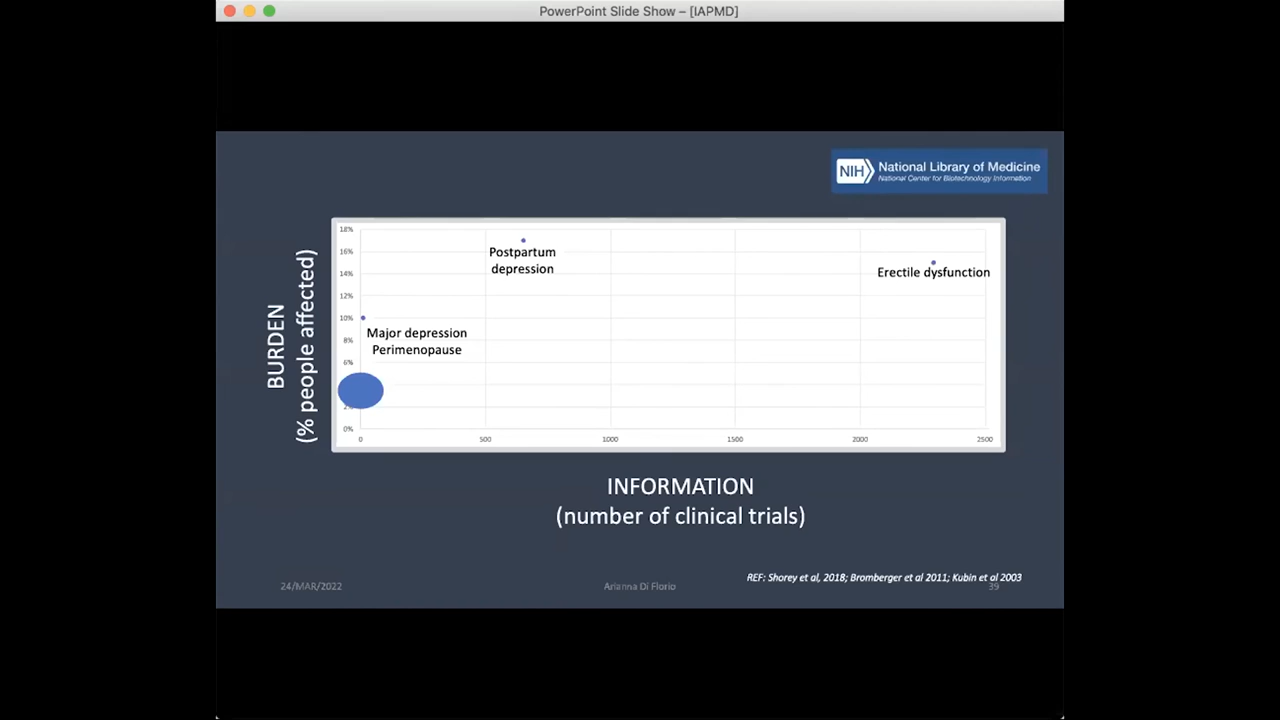 PowerPoint Slide Show – [IAPMD]
NIH National Library of Medicine
National Center for Biotechnology Information
BURDEN
(% people affected)
18%
16%
14%
12%
10%
8%
6%
0%
Postpartum
depression
Erectile dysfunction
Major depression
Perimenopause
0 500 1000 1500 2000 2500
INFORMATION
(number of clinical trials)
REF: Shorey et al, 2018; Bromberger et al 2011; Kubin et al 2003
24/MAR/2022 Arianna Di Florio 39